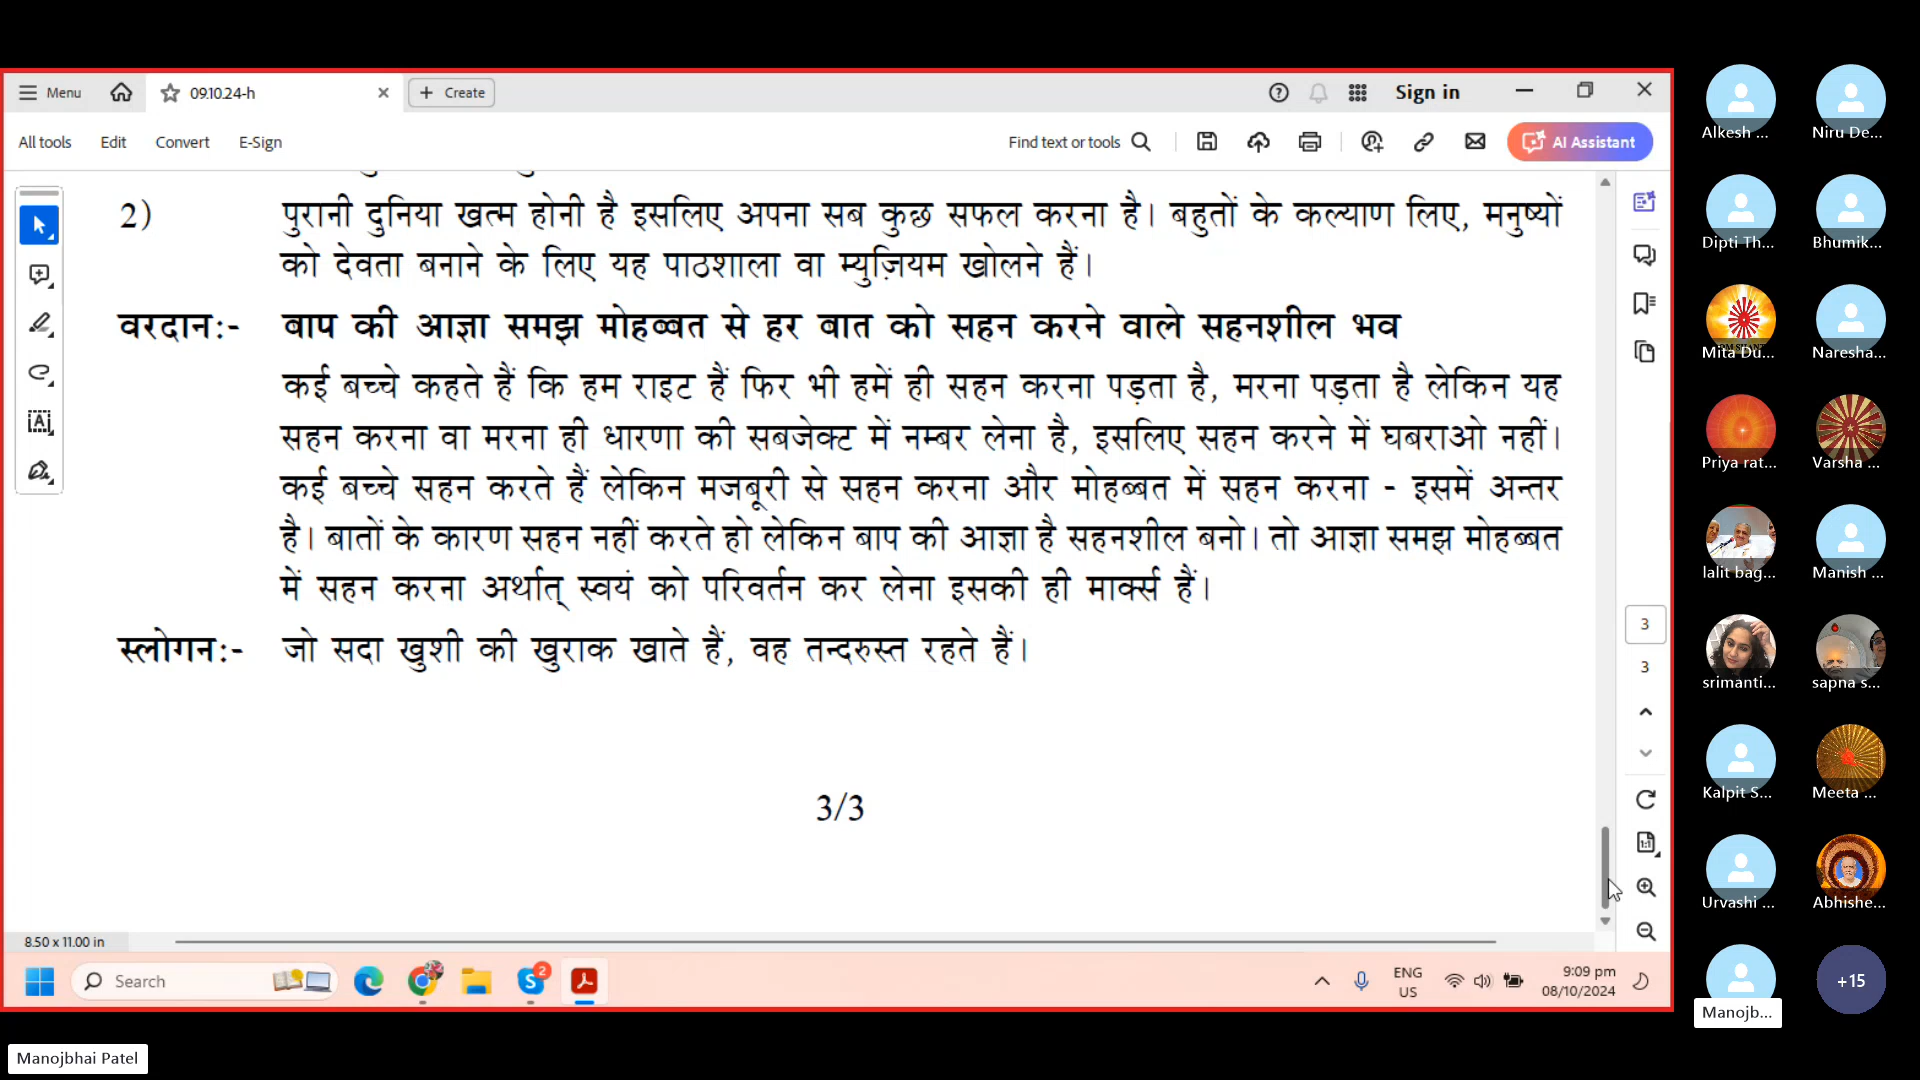 Menu
09.10.24-h
Create
Sign in
All tools
Edit
Convert
E-Sign
Find text or tools
AI Assistant
2) पुरानी दुनिया खत्म होनी है इसलिए अपना सब कुछ सफल करना है। बहुतों के कल्याण लिए, मनुष्यों
को देवता बनाने के लिए यह पाठशाला वा म्युज़ियम खोलने हैं।
वरदान:- बाप की आज्ञा समझ मोहब्बत से हर बात को सहन करने वाले सहनशील भव
कई बच्चे कहते हैं कि हम राइट हैं फिर भी हमें ही सहन करना पड़ता है, मरना पड़ता है लेकिन यह
सहन करना वा मरना ही धारणा की सबजेक्ट में नम्बर लेना है, इसलिए सहन करने में घबराओ नहीं।
कई बच्चे सहन करते हैं लेकिन मजबूरी से सहन करना और मोहब्बत में सहन करना - इसमें अन्तर
है। बातों के कारण सहन नहीं करते हो लेकिन बाप की आज्ञा है सहनशील बनो। तो आज्ञा समझ मोहब्बत
में सहन करना अर्थात् स्वयं को परिवर्तन कर लेना इसकी ही मार्क्स हैं।
स्लोगन:- जो सदा खुशी की खुराक खाते हैं, वह तन्दरुस्त रहते हैं।
3/3
3
3
8.50 x 11.00 in
Search
2
ENG
US
9:09 pm
08/10/2024
Alkesh ...
Niru De...
Dipti Th...
Bhumik...
Mita Du...
Naresha...
Priya rat...
Varsha ...
lalit bag...
Manish ...
srimanti...
sapna s...
Kalpit S...
Meeta ...
Urvashi ...
Abhishe...
Manojb...
+15
Manojbhai Patel